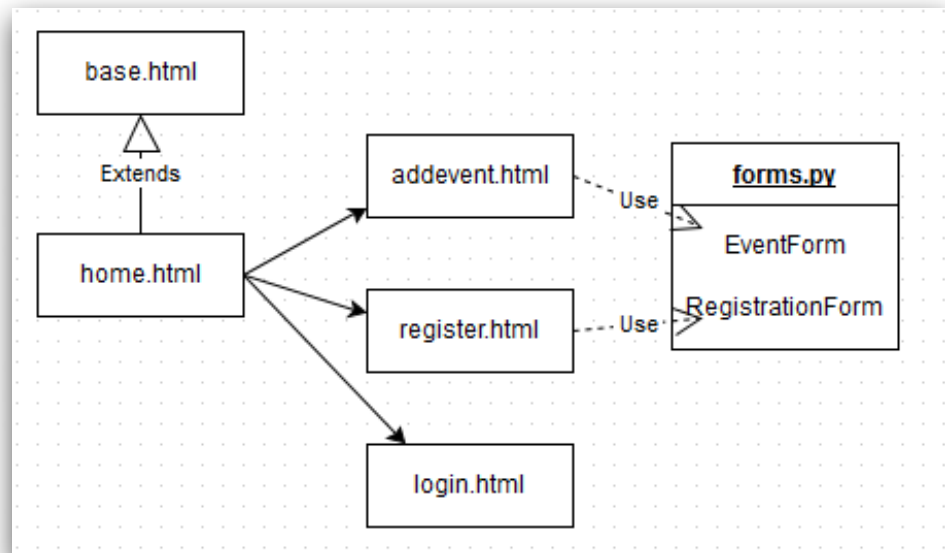 base.html
Extends
home.html
addevent.html
register.html
login.html
Use
Use
forms.py
EventForm
RegistrationForm